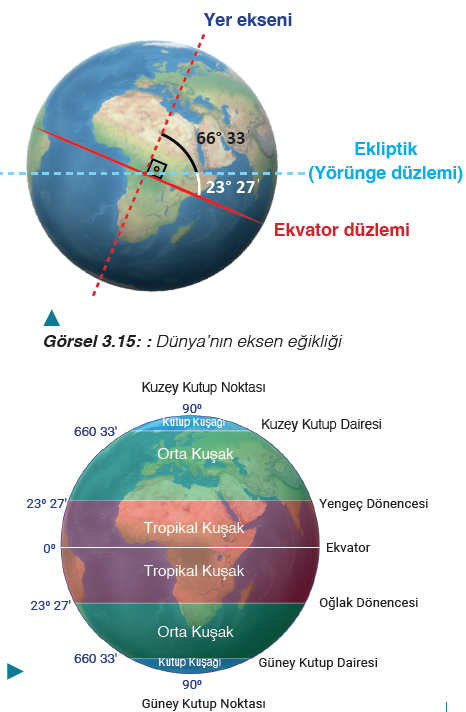 Yer ekseni
66° 33
Ekliptik
(Yörünge düzlemi)
23° 27'
Ekvator düzlemi
Görsel 3.15: : Dünya'nın eksen eğikliği
Kuzey Kutup Noktası
90º
Kutup Kuşağı
Kuzey Kutup Dairesi
660 33'
Orta Kuşak
23º 27'
Yengeç Dönencesi
Tropikal Kuşak
0º
Ekvator
Tropikal Kuşak
23º 27'
Oğlak Dönencesi
Orta Kuşak
660 33'
Kutup Kuşağı
Güney Kutup Dairesi
90º
Güney Kutup Noktası